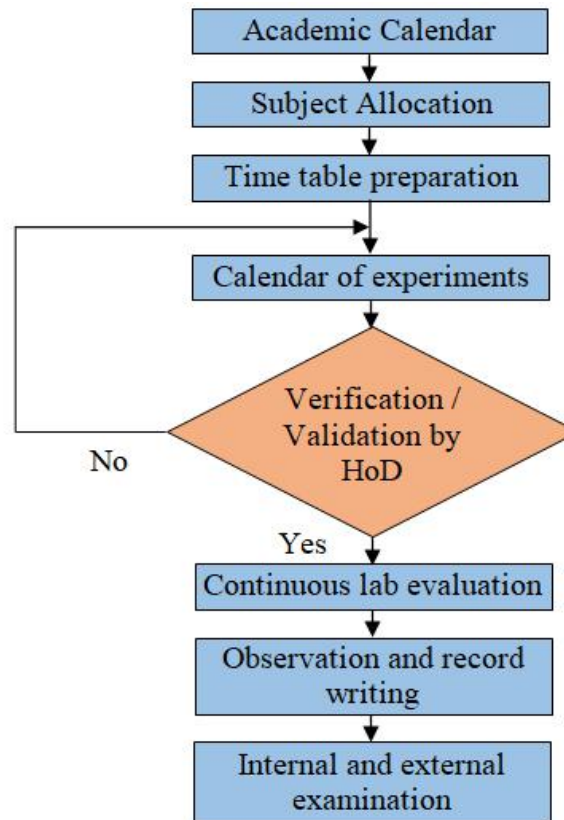 Academic Calendar
Subject Allocation
Time table preparation
Calendar of experiments
Verification /
Validation by
HoD
No
Yes
Continuous lab evaluation
Observation and record
writing
Internal and external
examination